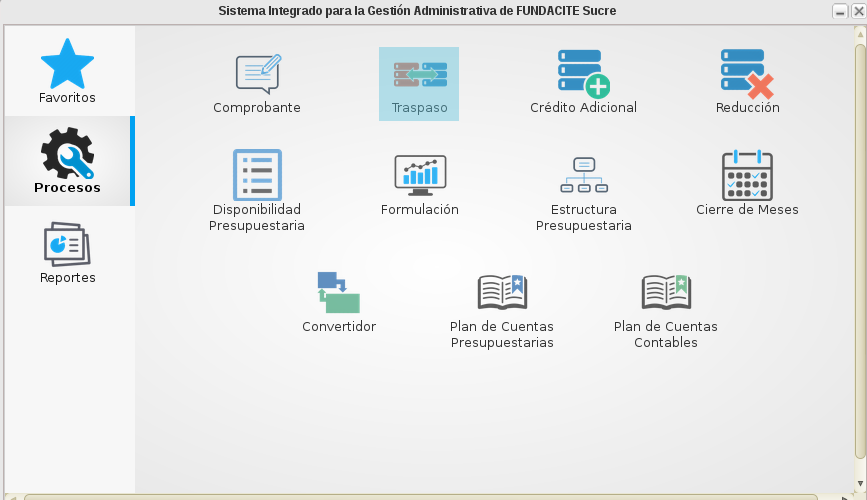 Sistema Integrado para la Gestión Administrativa de FUNDACITE Sucre
Favoritos
Procesos
Reportes
Comprobante
Traspaso
Crédito Adicional
Reducción
Disponibilidad
Presupuestaria
Formulación
Estructura
Presupuestaria
Cierre de Meses
Convertidor
Plan de Cuentas
Presupuestarias
Plan de Cuentas
Contables